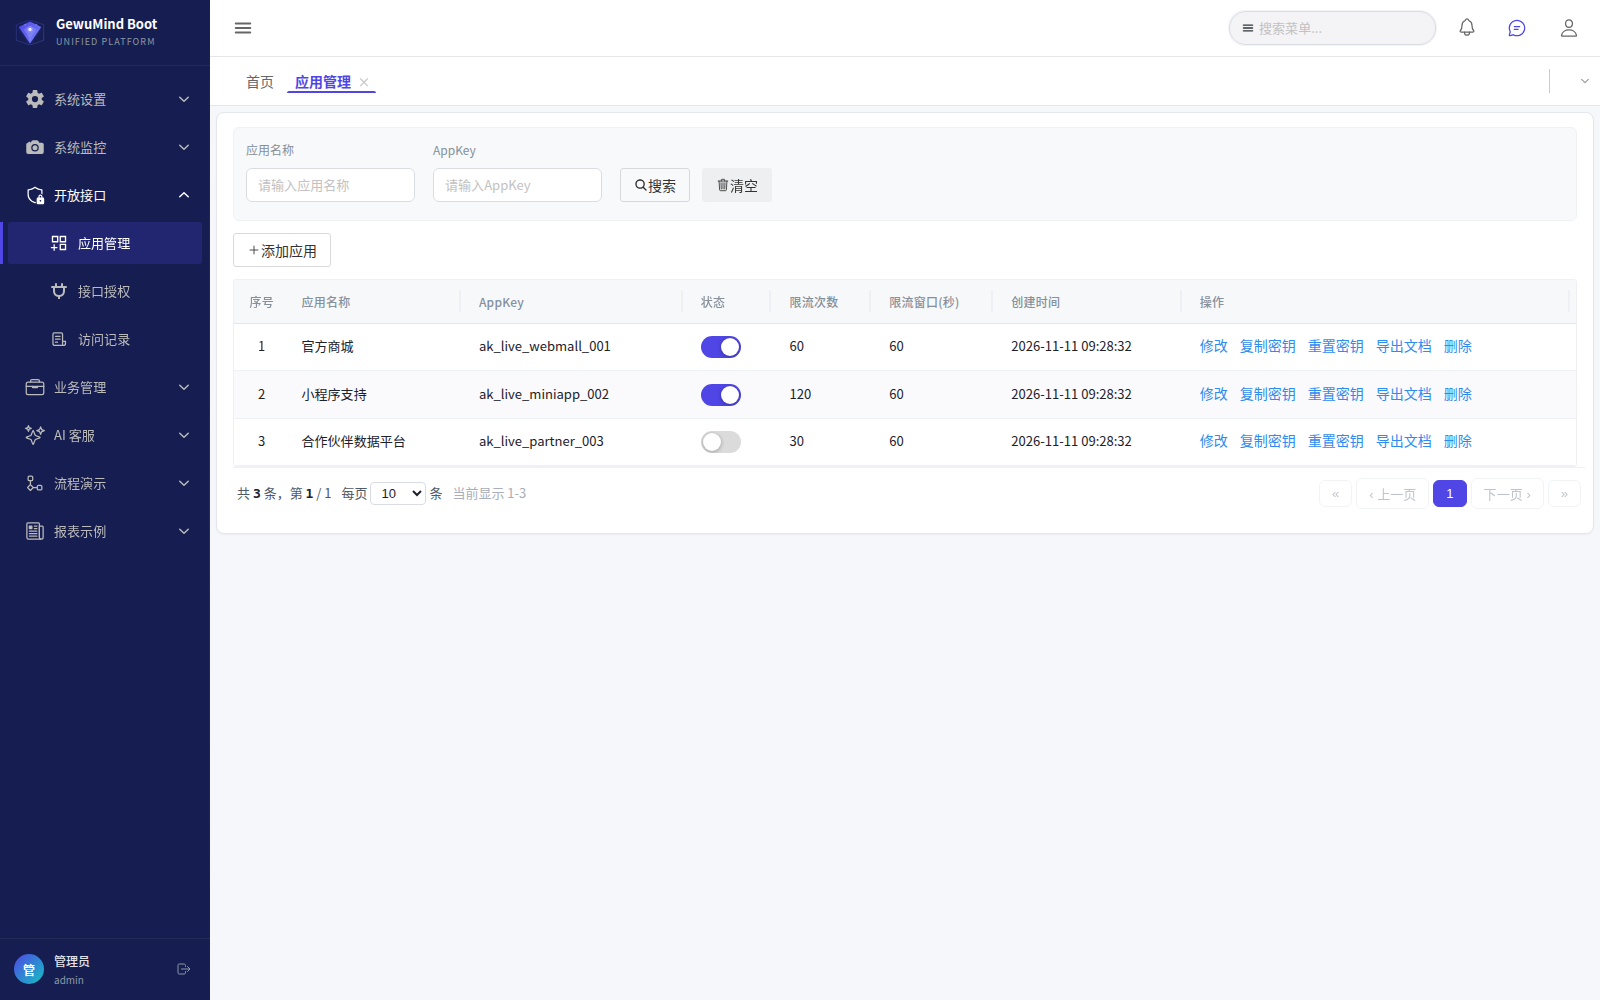 GewuMind Boot
UNIFIED PLATFORM
系统设置
系统监控
开放接口
应用管理
接口授权
访问记录
业务管理
AI 客服
流程演示
报表示例
管
管理员
admin
搜索菜单...
首页 应用管理
应用名称 AppKey
请输入应用名称 请输入AppKey 搜索 清空
添加应用
序号 应用名称 AppKey 状态 限流次数 限流窗口(秒) 创建时间 操作
1 官方商城 ak_live_webmall_001 60 60 2026-11-11 09:28:32 修改 复制密钥 重置密钥 导出文档 删除
2 小程序支持 ak_live_miniapp_002 120 60 2026-11-11 09:28:32 修改 复制密钥 重置密钥 导出文档 删除
3 合作伙伴数据平台 ak_live_partner_003 30 60 2026-11-11 09:28:32 修改 复制密钥 重置密钥 导出文档 删除
共 3 条，第 1 / 1 每页 10 条 当前显示 1-3 « ‹ 上一页 1 下一页 › »